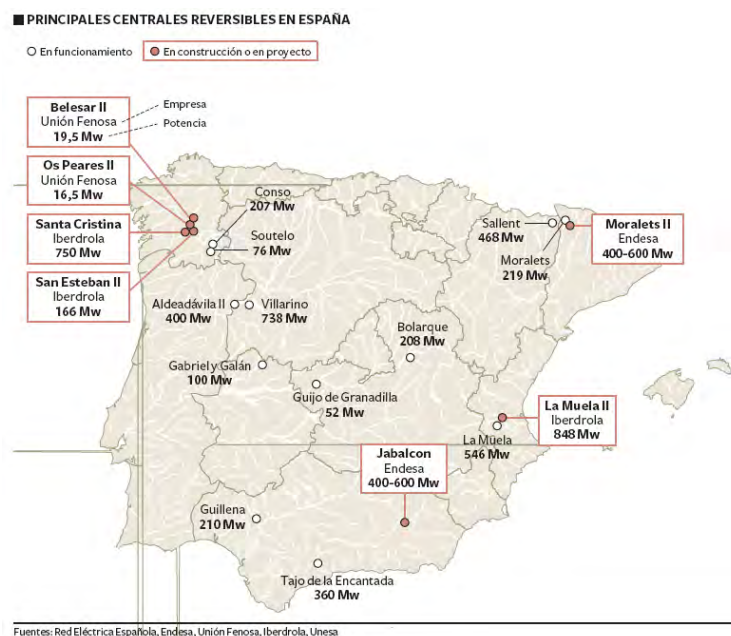 PRINCIPALES CENTRALES REVERSIBLES EN ESPAÑA
En funcionamiento
En construcción o en proyecto
Belesar II
Unión Fenosa
19,5 Mw
Empresa
Potencia
Os Peares II
Unión Fenosa
16,5 Mw
Santa Cristina
Iberdrola
750 Mw
San Esteban II
Iberdrola
166 Mw
Conso
207 Mw
Soutelo
76 Mw
Sallent
468 Mw
Moralets
219 Mw
Moralets II
Endesa
400-600 Mw
Aldeadávila II
400 Mw
Villarino
738 Mw
Bolarque
208 Mw
Gabriel y Galán
100 Mw
Guijo de Granadilla
52 Mw
La Muela II
Iberdrola
848 Mw
La Muela
546 Mw
Jabalcon
Endesa
400-600 Mw
Guillena
210 Mw
Tajo de la Encantada
360 Mw
Fuentes: Red Eléctrica Española, Endesa, Unión Fenosa, Iberdrola, Unesa